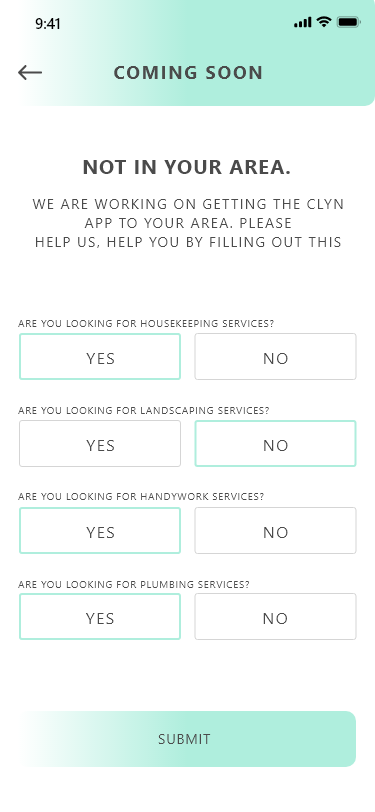 9:41
COMING SOON
NOT IN YOUR AREA.
WE ARE WORKING ON GETTING THE CLYN
APP TO YOUR AREA. PLEASE
HELP US, HELP YOU BY FILLING OUT THIS
ARE YOU LOOKING FOR HOUSEKEEPING SERVICES?
YES NO
ARE YOU LOOKING FOR LANDSCAPING SERVICES?
YES NO
ARE YOU LOOKING FOR HANDYWORK SERVICES?
YES NO
ARE YOU LOOKING FOR PLUMBING SERVICES?
YES NO
SUBMIT